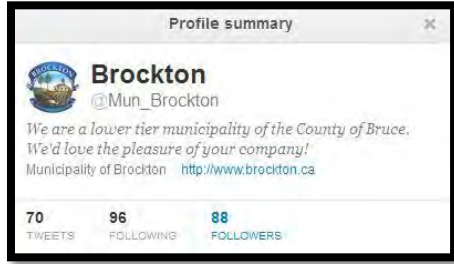 Profile summary
BROCKTON
Brockton
@Mun_Brockton
We are a lower tier municipality of the County of Bruce.
We'd love the pleasure of your company!
Municipality of Brockton http://www.brockton.ca
70 96 88
TWEETS FOLLOWING FOLLOWERS